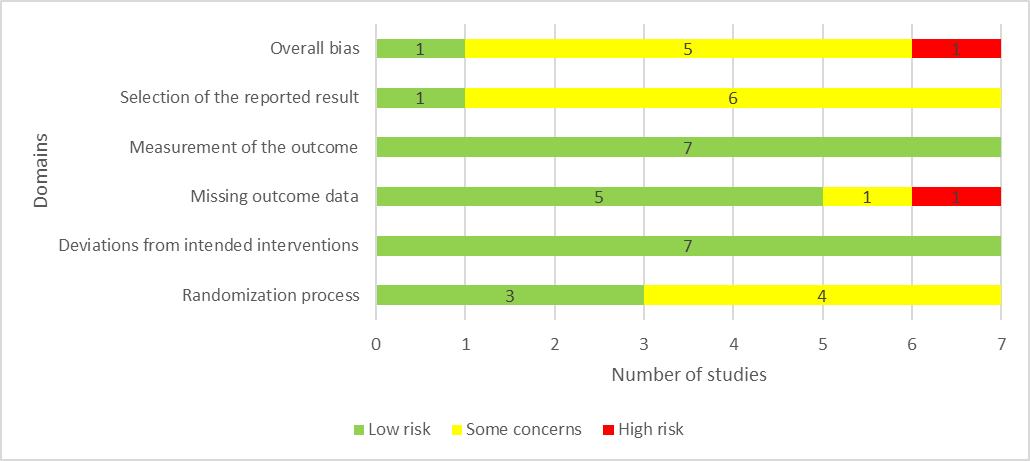 Domains
Overall bias 1 5 1
Selection of the reported result 1 6
Measurement of the outcome 7
Missing outcome data 5 1 1
Deviations from intended interventions 7
Randomization process 3 4
0 1 2 3 4 5 6 7
Number of studies
Low risk Some concerns High risk